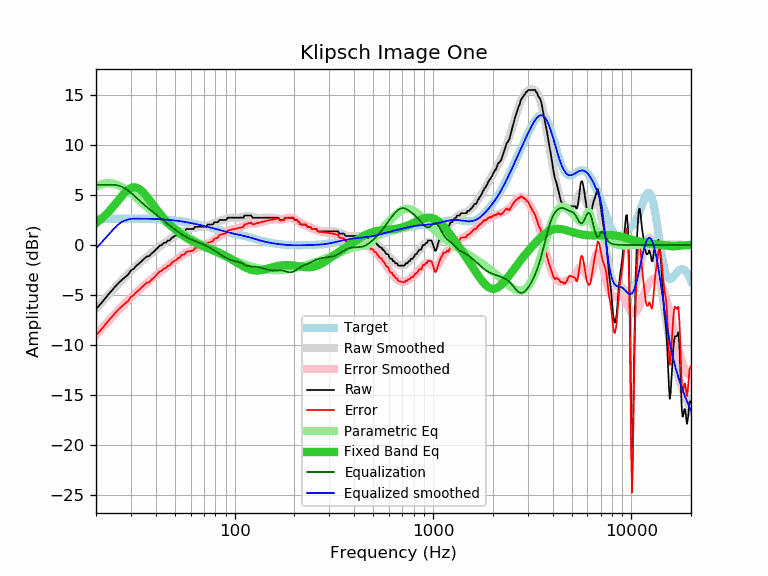 Klipsch Image One
Amplitude (dBr)
15
10
5
0
−5
−10
−15
−20
−25
Target
Raw Smoothed
Error Smoothed
Raw
Error
Parametric Eq
Fixed Band Eq
Equalization
Equalized smoothed
100
1000
10000
Frequency (Hz)